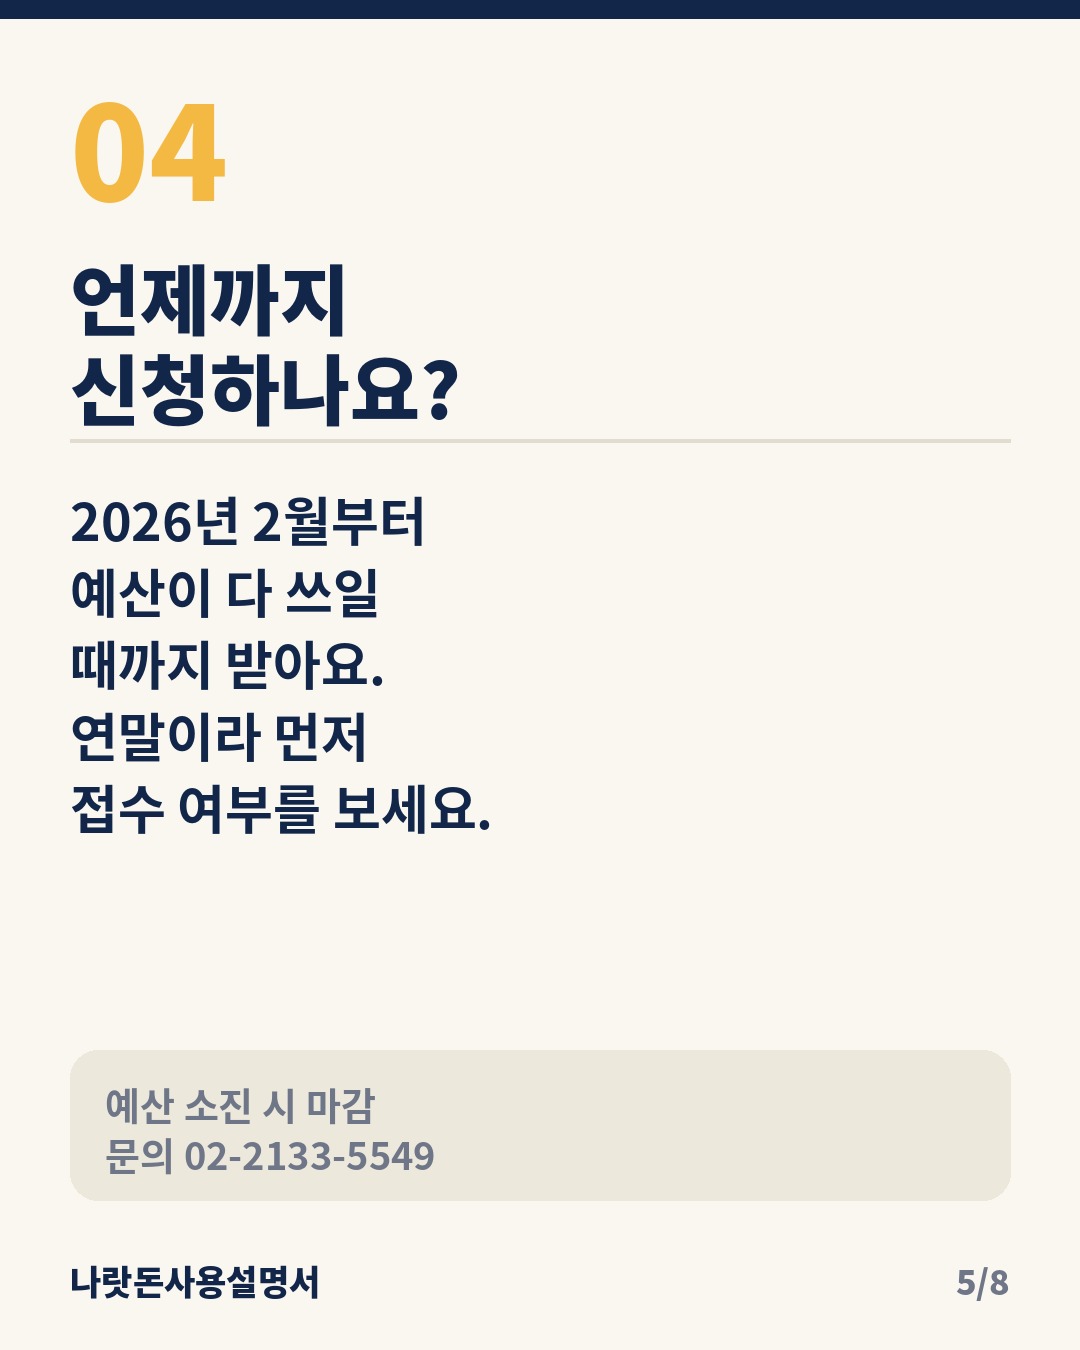 04
언제까지
신청하나요?
2026년 2월부터
예산이 다 쓰일
때까지 받아요.
연말이라 먼저
접수 여부를 보세요.
예산 소진 시 마감
문의 02-2133-5549
나랏돈사용설명서
5/8